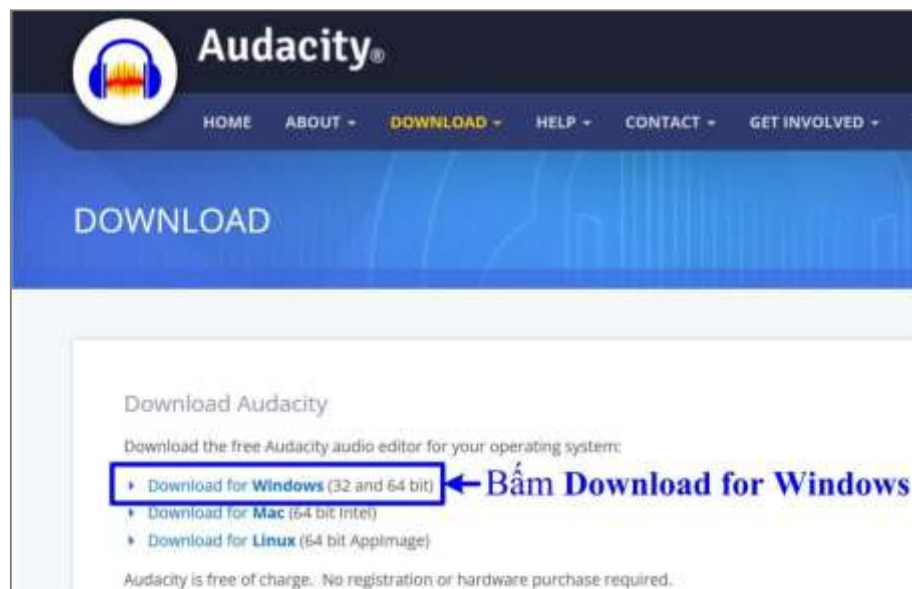 Audacity®
HOME ABOUT DOWNLOAD HELP CONTACT GET INVOLVED
DOWNLOAD
Download Audacity
Download the free Audacity audio editor for your operating system:
Download for Windows (32 and 64 bit) Bấm Download for Windows
Download for Mac (64 bit Intel)
Download for Linux (64 bit AppImage)
Audacity is free of charge. No registration or hardware purchase required.